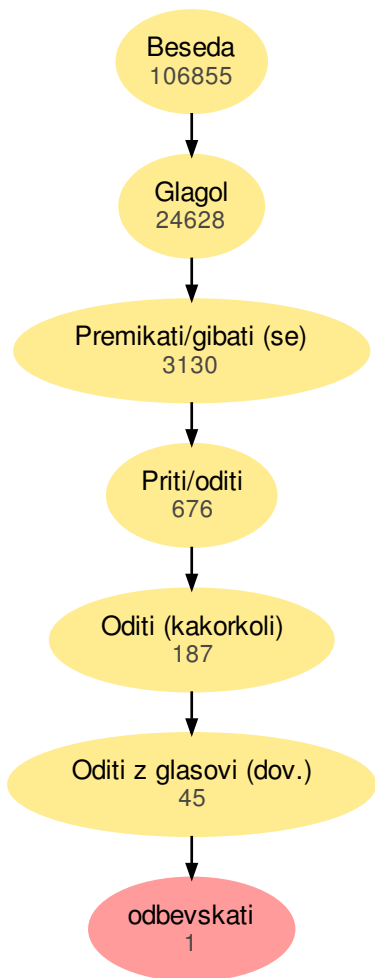 Beseda
106855
Glagol
24628
Premikati/gibati (se)
3130
Priti/oditi
676
Oditi (kakorkoli)
187
Oditi z glasovi (dov.)
45
odbevskati
1